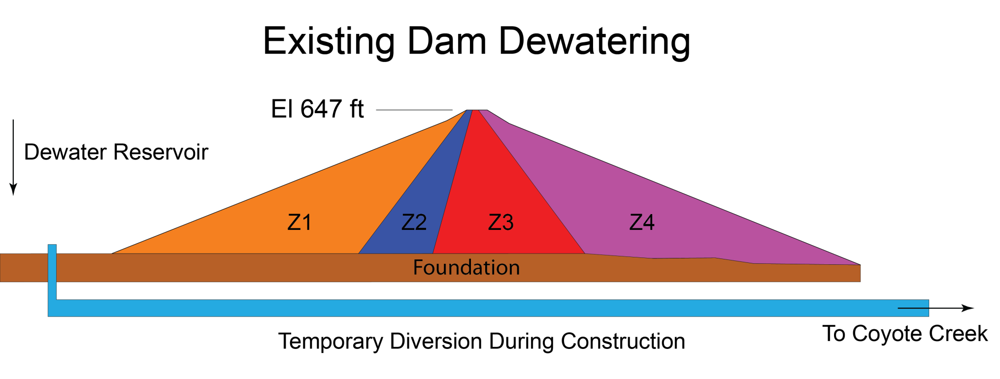 Existing Dam Dewatering
El 647 ft
Dewater Reservoir
Z1
Z2
Z3
Z4
Foundation
To Coyote Creek
Temporary Diversion During Construction